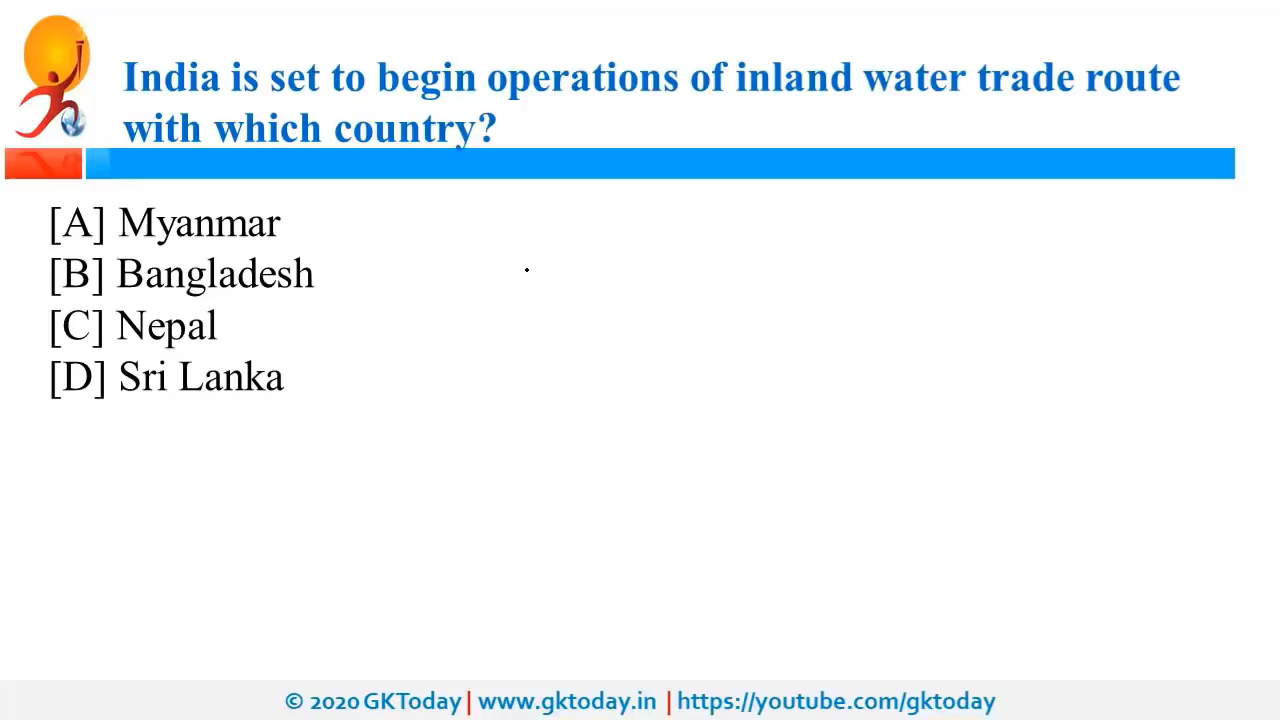 India is set to begin operations of inland water trade route
with which country?
[A] Myanmar
[B] Bangladesh
[C] Nepal
[D] Sri Lanka
© 2020 GKToday | www.gktoday.in | https://youtube.com/gktoday